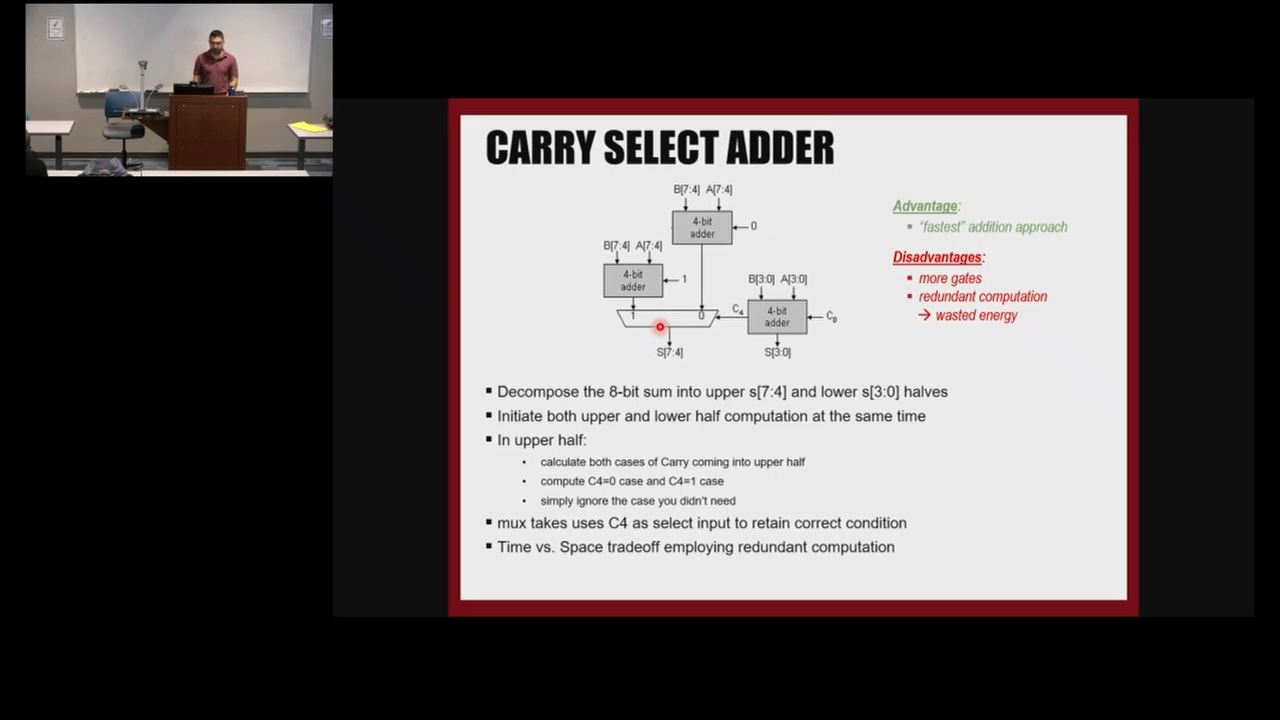 CARRY SELECT ADDER
B[7:4] A[7:4]
4-bit
adder
0
B[7:4] A[7:4]
4-bit
adder
1
B[3:0] A[3:0]
4-bit
adder
C4
C0
1 0
S[7:4]
S[3:0]
Advantage:
▪ "fastest" addition approach
Disadvantages:
▪ more gates
▪ redundant computation
→ wasted energy
▪ Decompose the 8-bit sum into upper s[7:4] and lower s[3:0] halves
▪ Initiate both upper and lower half computation at the same time
▪ In upper half:
• calculate both cases of Carry coming into upper half
• compute C4=0 case and C4=1 case
• simply ignore the case you didn't need
▪ mux takes uses C4 as select input to retain correct condition
▪ Time vs. Space tradeoff employing redundant computation